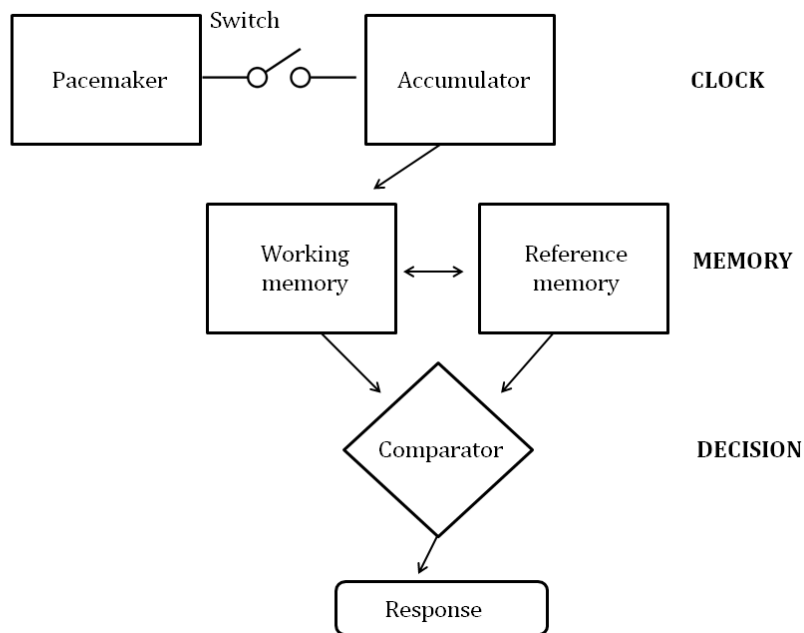 Switch
Pacemaker
Accumulator
CLOCK
Working
memory
Reference
memory
MEMORY
Comparator
DECISION
Response